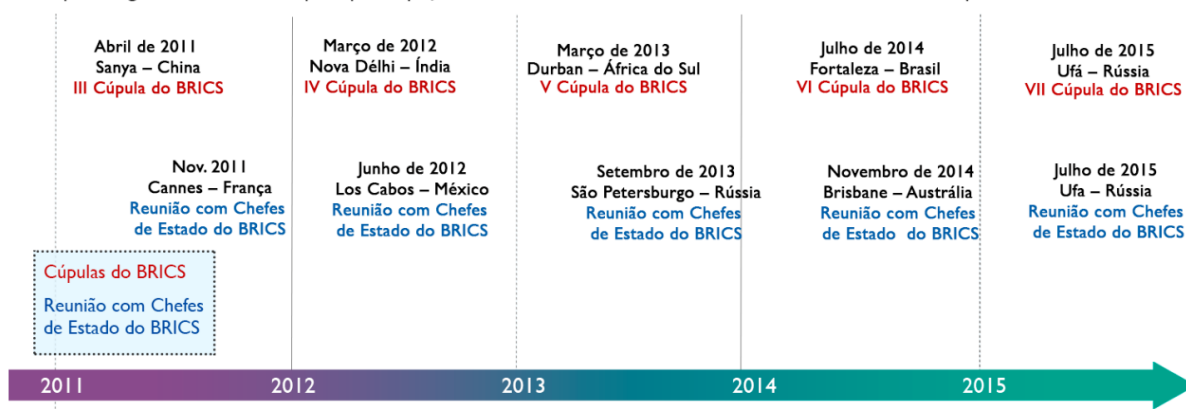 Abril de 2011
Sanya – China
III Cúpula do BRICS
Março de 2012
Nova Délhi – Índia
IV Cúpula do BRICS
Março de 2013
Durban – África do Sul
V Cúpula do BRICS
Julho de 2014
Fortaleza – Brasil
VI Cúpula do BRICS
Julho de 2015
Ufá – Rússia
VII Cúpula do BRICS
Nov. 2011
Cannes – França
Reunião com Chefes
de Estado do BRICS
Junho de 2012
Los Cabos – México
Reunião com Chefes
de Estado do BRICS
Setembro de 2013
São Petersburgo – Rússia
Reunião com Chefes
de Estado do BRICS
Novembro de 2014
Brisbane – Austrália
Reunião com Chefes
de Estado do BRICS
Julho de 2015
Ufa – Rússia
Reunião com Chefes
de Estado do BRICS
Cúpulas do BRICS
Reunião com Chefes
de Estado do BRICS
2011 2012 2013 2014 2015